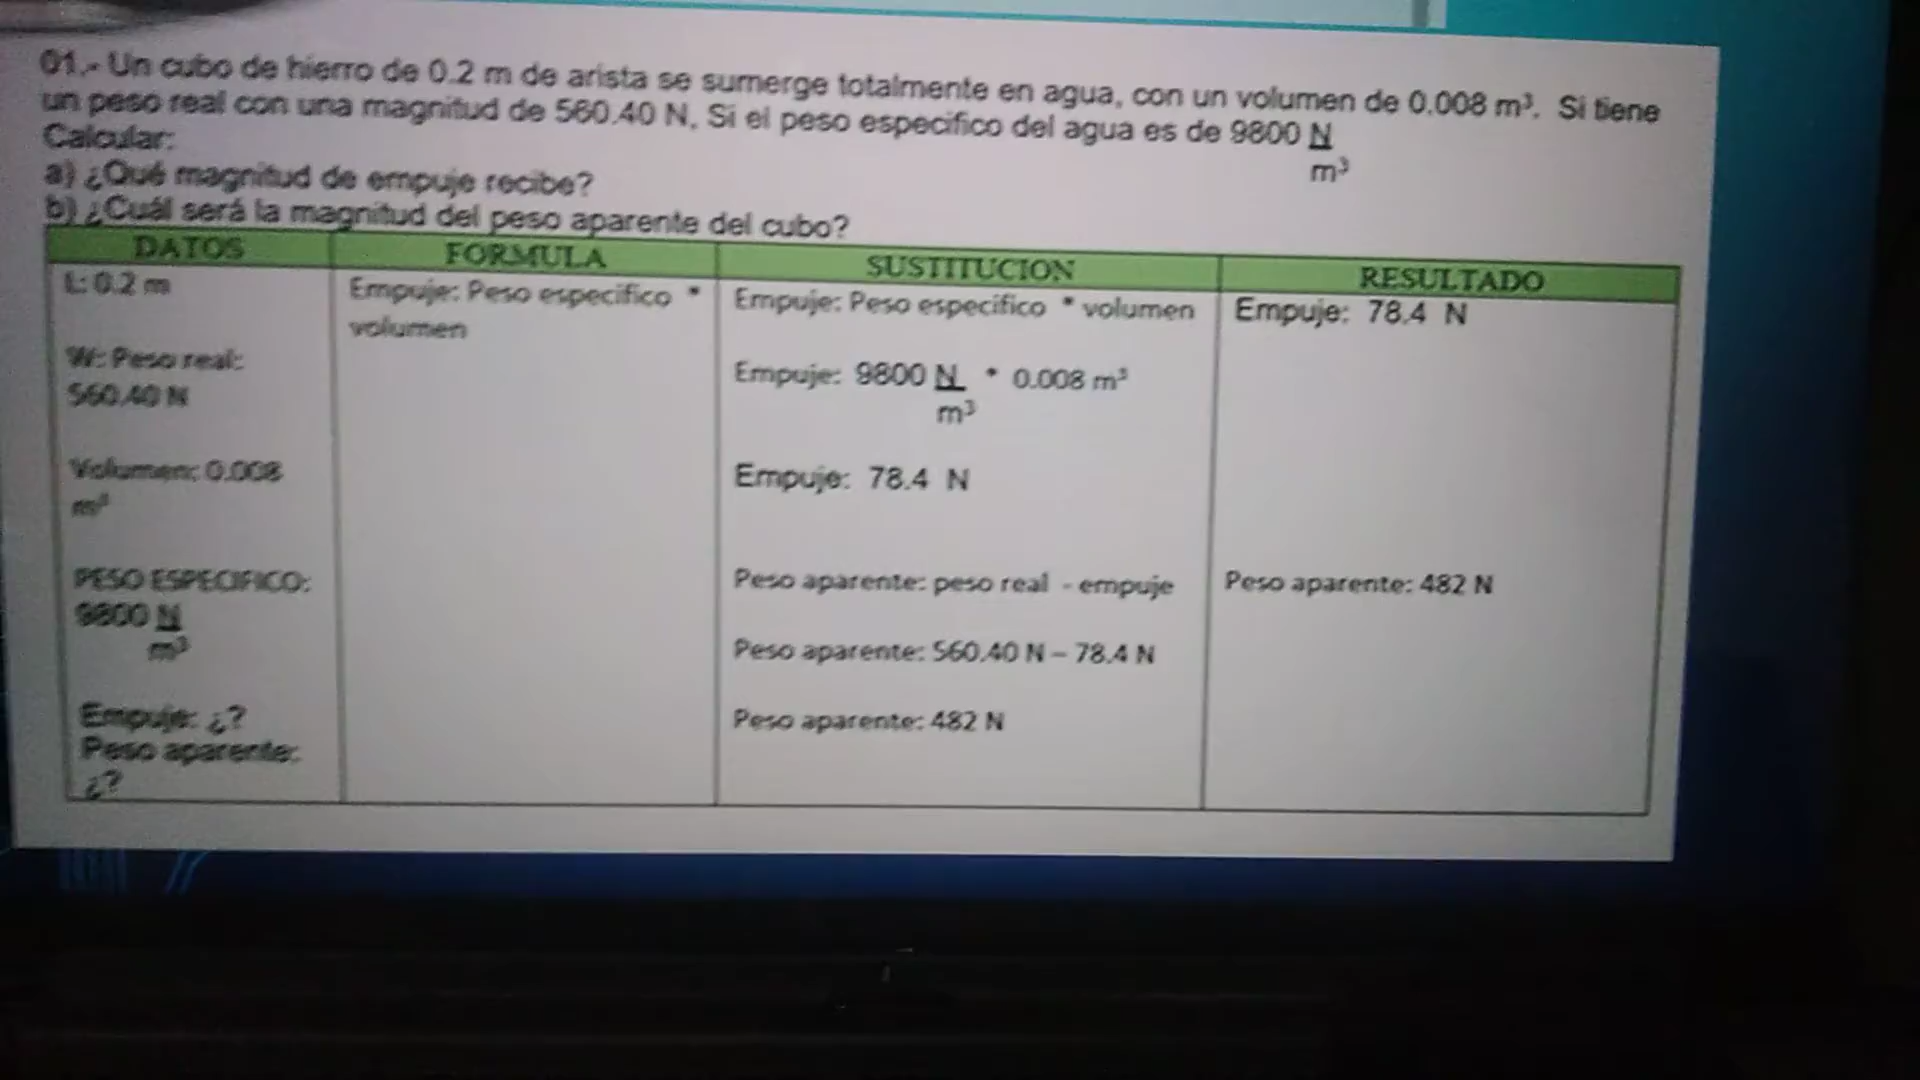 01.- Un cubo de hierro de 0.2 m de arista se sumerge totalmente en agua, con un volumen de 0.008 m³. Si tiene
un peso real con una magnitud de 560.40 N, Si el peso especifico del agua es de 9800 N
m³
Calcular:
a) ¿Qué magnitud de empuje recibe?
b) ¿Cuál será la magnitud del peso aparente del cubo?
DATOS
FORMULA
SUSTITUCION
RESULTADO
L: 0.2 m
W: Peso real:
560.40 N
Volumen: 0.008
m³
PESO ESPECIFICO:
9800 N
m³
Empuje: ¿?
Peso aparente:
¿?
Empuje: Peso especifico *
volumen
Empuje: Peso especifico * volumen
Empuje: 9800 N * 0.008 m³
m³
Empuje: 78.4 N
Peso aparente: peso real - empuje
Peso aparente: 560.40 N – 78.4 N
Peso aparente: 482 N
Empuje: 78.4 N
Peso aparente: 482 N